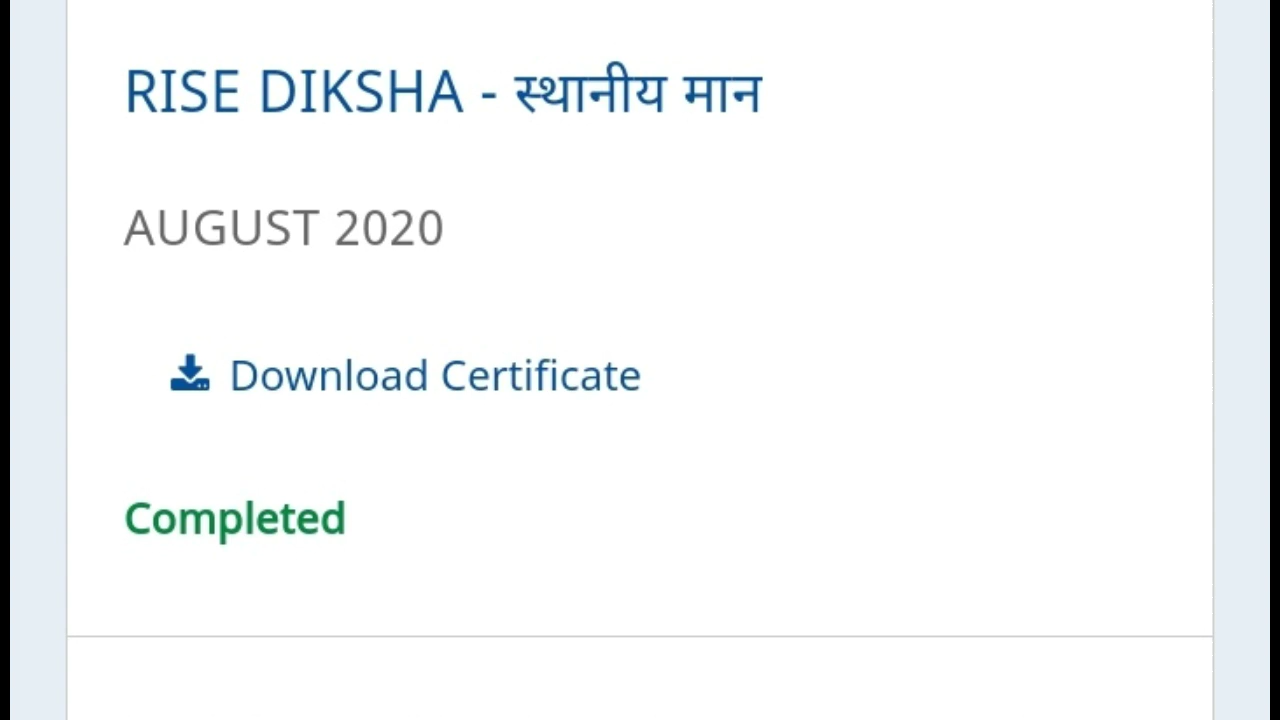 RISE DIKSHA - स्थानीय मान
AUGUST 2020
Download Certificate
Completed